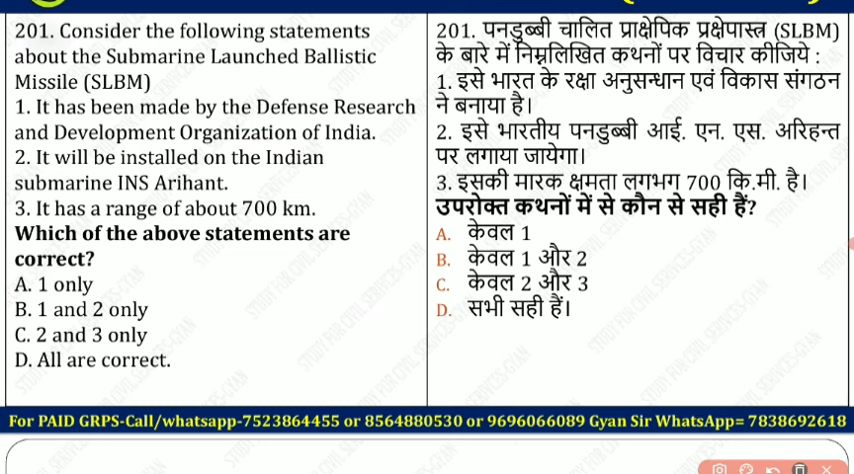 201. Consider the following statements
about the Submarine Launched Ballistic
Missile (SLBM)
1. It has been made by the Defense Research
and Development Organization of India.
2. It will be installed on the Indian
submarine INS Arihant.
3. It has a range of about 700 km.
Which of the above statements are
correct?
A. 1 only
B. 1 and 2 only
C. 2 and 3 only
D. All are correct.
201. पनडुब्बी चालित प्राक्षेपिक प्रक्षेपास्त्र (SLBM)
के बारे में निम्नलिखित कथनों पर विचार कीजिये :
1. इसे भारत के रक्षा अनुसन्धान एवं विकास संगठन
ने बनाया है।
2. इसे भारतीय पनडुब्बी आई. एन. एस. अरिहन्त
पर लगाया जायेगा।
3. इसकी मारक क्षमता लगभग 700 कि.मी. है।
उपरोक्त कथनों में से कौन से सही हैं?
A. केवल 1
B. केवल 1 और 2
C. केवल 2 और 3
D. सभी सही हैं।
For PAID GRPS-Call/whatsapp-7523864455 or 8564880530 or 9696066089 Gyan Sir WhatsApp= 7838692618